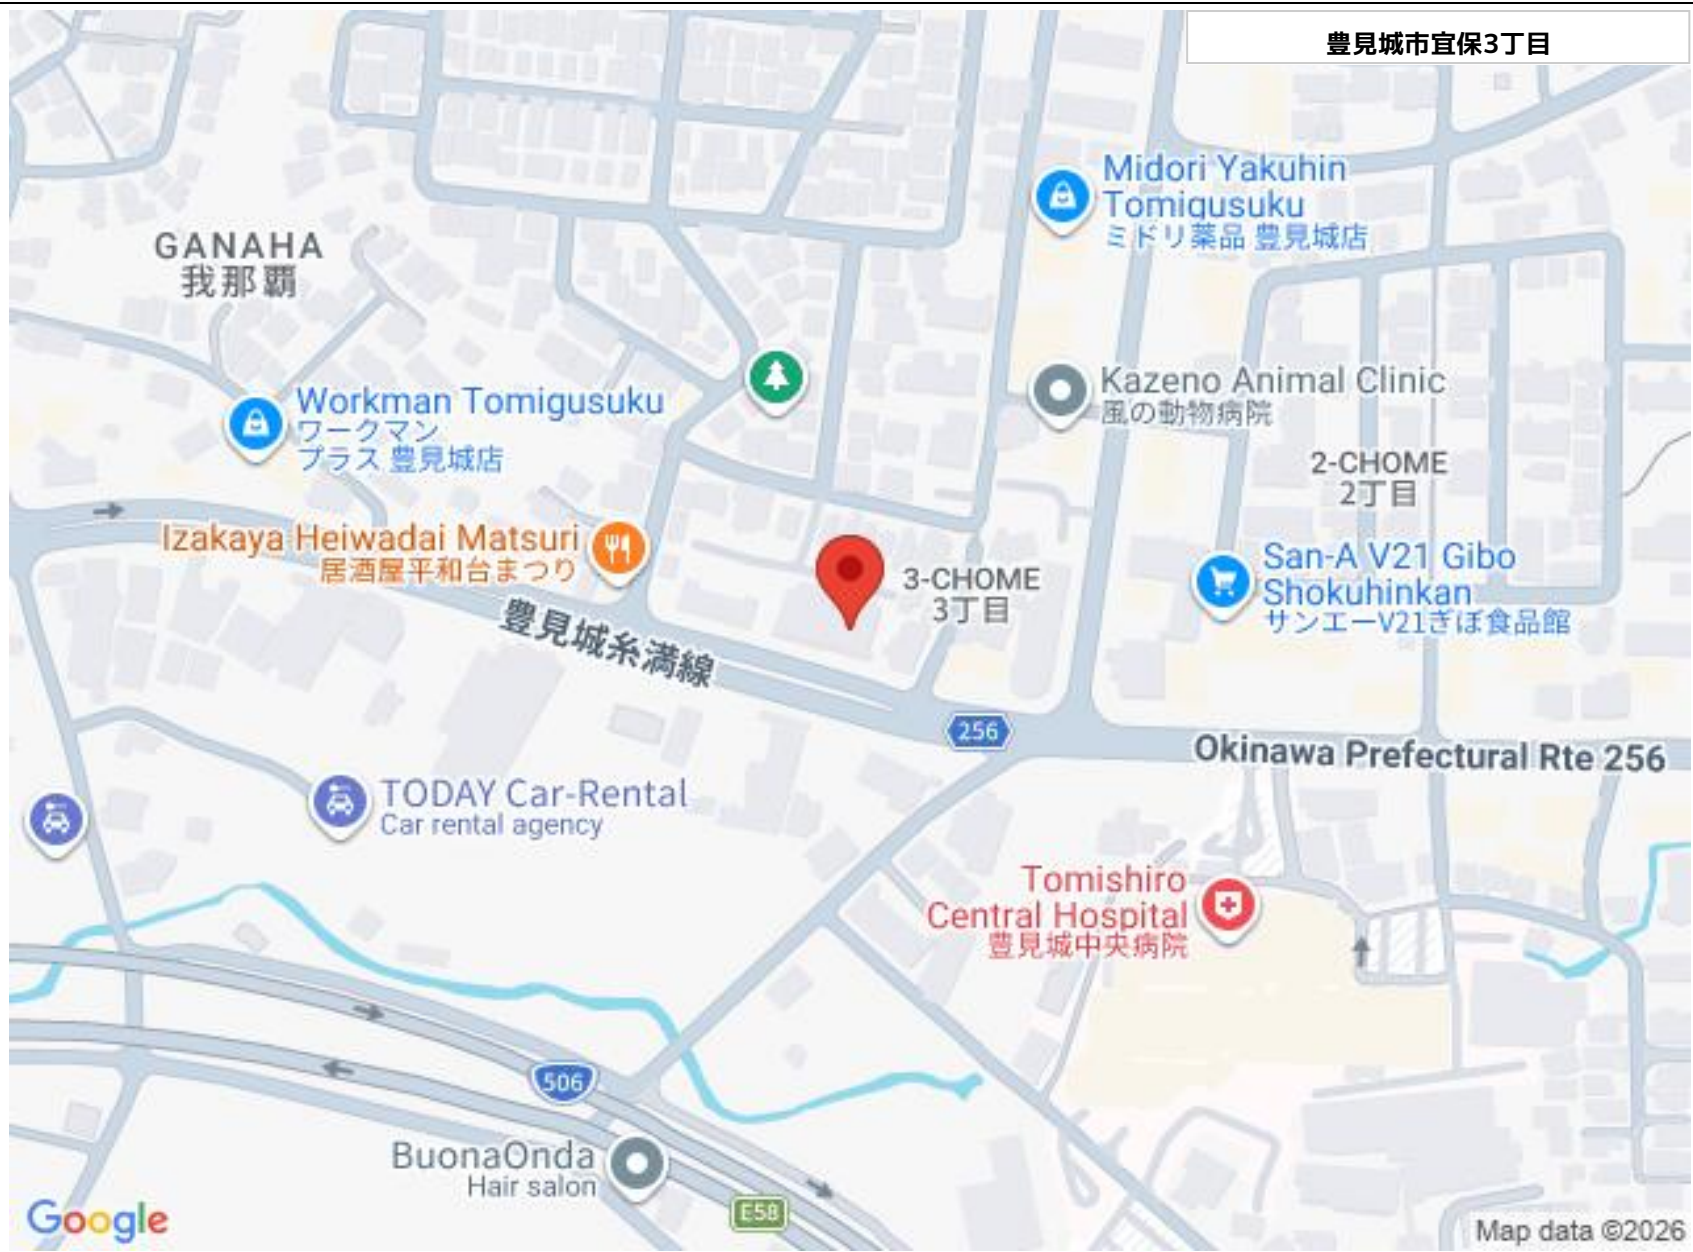 豊見城市宜保3丁目
Midori Yakuhin
Tomigusuku
ミドリ薬品 豊見城店
GANAHA
我那覇
Kazeno Animal Clinic
風の動物病院
Workman Tomigusuku
ワークマン
プラス 豊見城店
2-CHOME
2丁目
Izakaya Heiwadai Matsuri
居酒屋平和台まつり
San-A V21 Gibo
Shokuhinkan
サンエーV21ぎぼ食品館
3-CHOME
3丁目
豊見城糸満線
256
Okinawa Prefectural Rte 256
TODAY Car-Rental
Car rental agency
Tomishiro
Central Hospital
豊見城中央病院
506
BuonaOnda
Hair salon
E58
Google
Map data ©2026